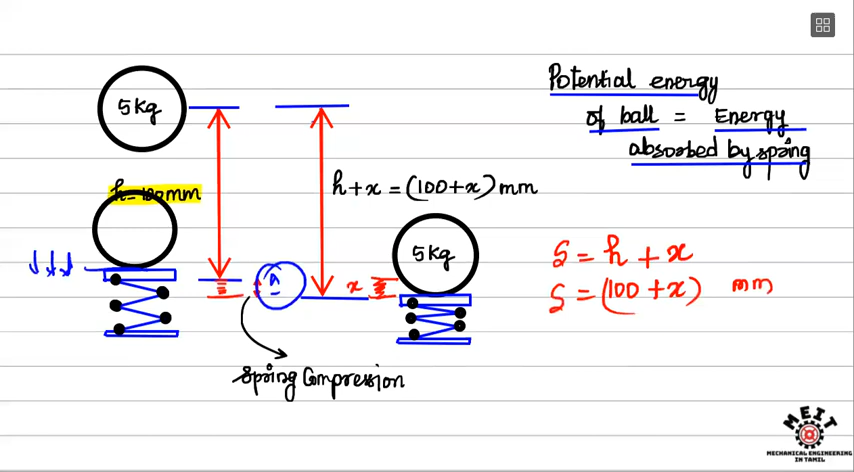 5kg
Potential energy
of ball = Energy
absorbed by spring
h=100mm
h+x = (100+x) mm
5kg
S = h + x
x
S = (100 + x) mm
Spring Compression
MEIT
MECHANICAL ENGINEERING
IN TAMIL